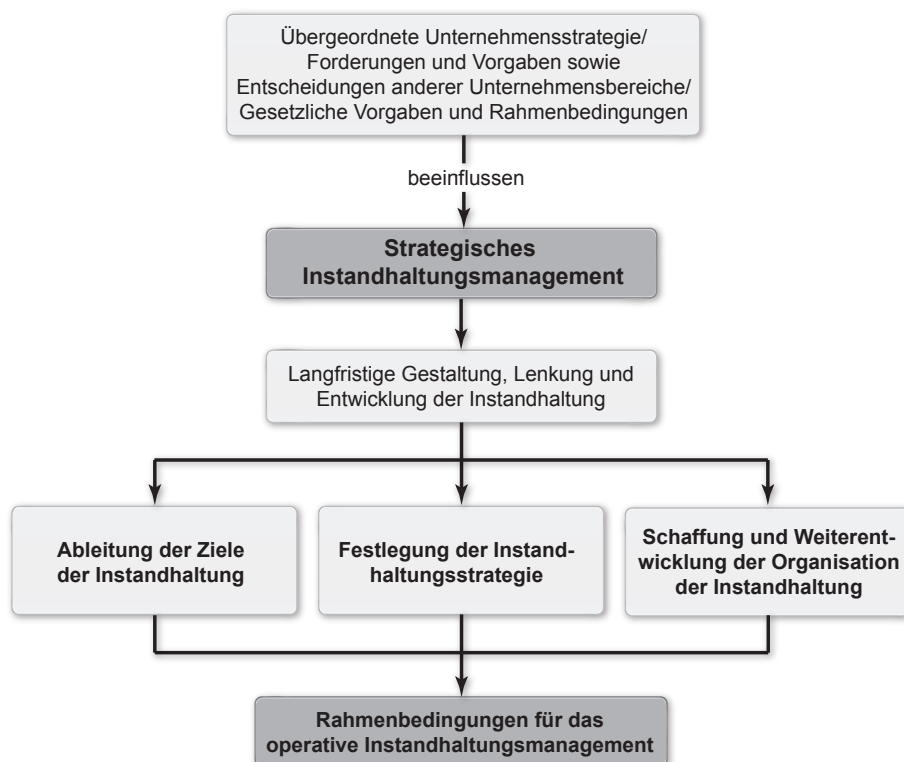 Übergeordnete Unternehmensstrategie/
Forderungen und Vorgaben sowie
Entscheidungen anderer Unternehmensbereiche/
Gesetzliche Vorgaben und Rahmenbedingungen
beeinflussen
Strategisches
Instandhaltungsmanagement
Langfristige Gestaltung, Lenkung und
Entwicklung der Instandhaltung
Ableitung der Ziele
der Instandhaltung
Festlegung der Instand-
haltungsstrategie
Schaffung und Weiterent-
wicklung der Organisation
der Instandhaltung
Rahmenbedingungen für das
operative Instandhaltungsmanagement